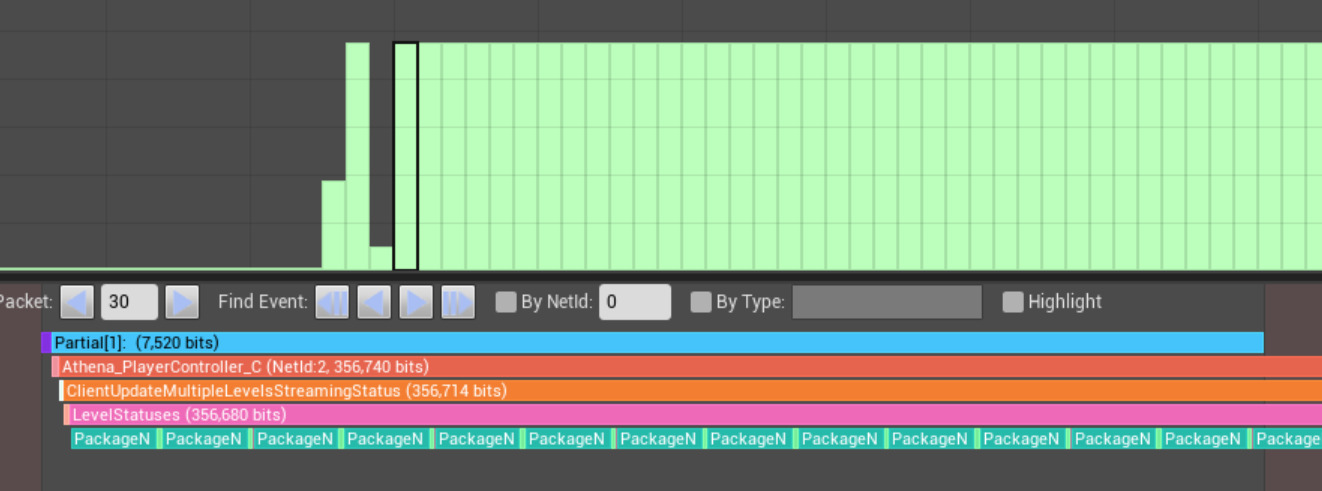 Packet: 30 Find Event: By NetId: 0 By Type: Highlight
Partial[1]: (7,520 bits)
Athena_PlayerController_C (NetId:2, 356,740 bits)
ClientUpdateMultipleLevelsStreamingStatus (356,714 bits)
LevelStatuses (356,680 bits)
PackageN PackageN PackageN PackageN PackageN PackageN PackageN PackageN PackageN PackageN PackageN PackageN PackageN Package